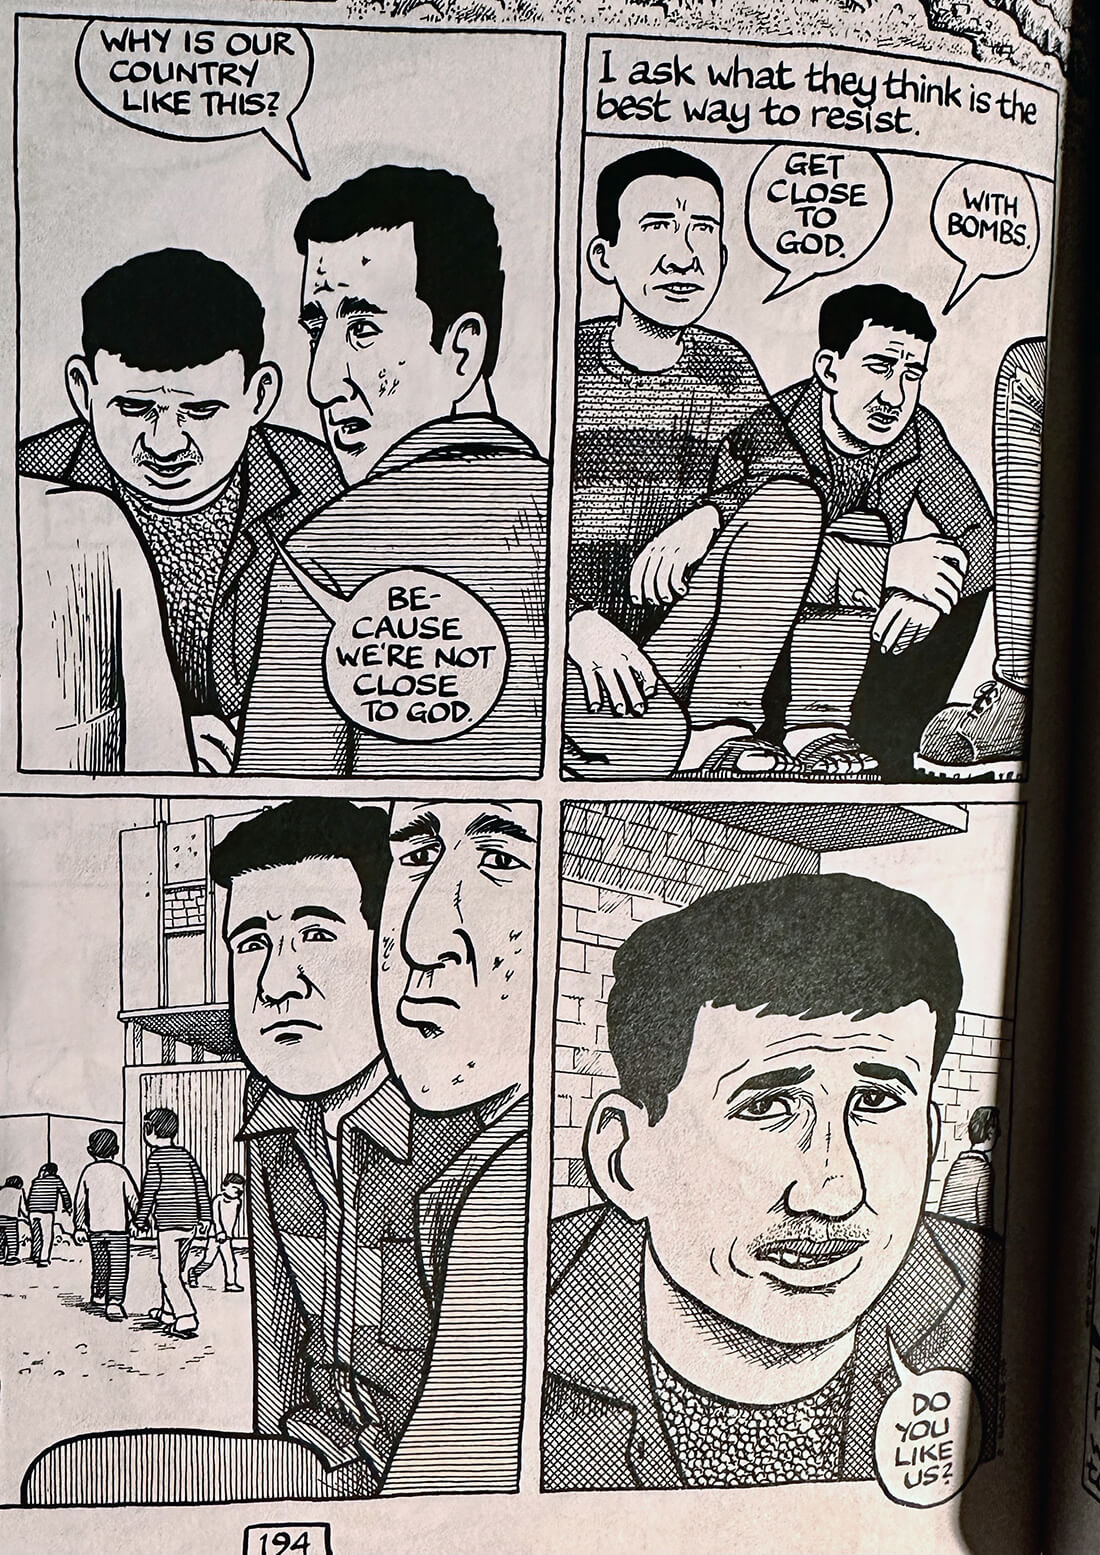 WHY IS OUR
COUNTRY
LIKE THIS?
BE-
CAUSE
WE'RE NOT
CLOSE
TO GOD.
I ask what they think is the
best way to resist.
GET
CLOSE
TO
GOD.
WITH
BOMBS.
DO
YOU
LIKE
US?
194